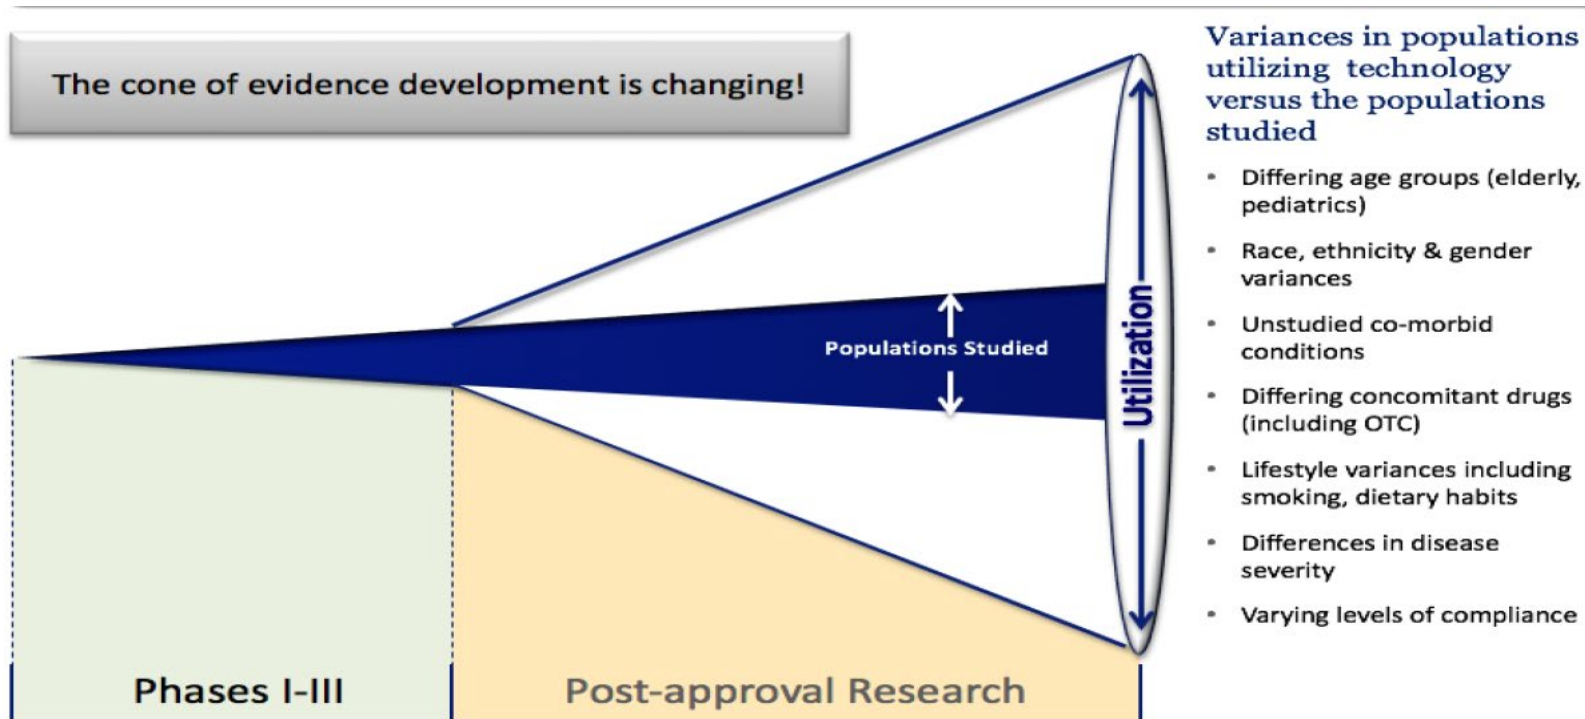 The cone of evidence development is changing!
Variances in populations
utilizing technology
versus the populations
studied
• Differing age groups (elderly,
pediatrics)
• Race, ethnicity & gender
variances
• Unstudied co-morbid
conditions
• Differing concomitant drugs
(including OTC)
• Lifestyle variances including
smoking, dietary habits
• Differences in disease
severity
• Varying levels of compliance
Populations Studied
Utilization
Phases I-III
Post-approval Research